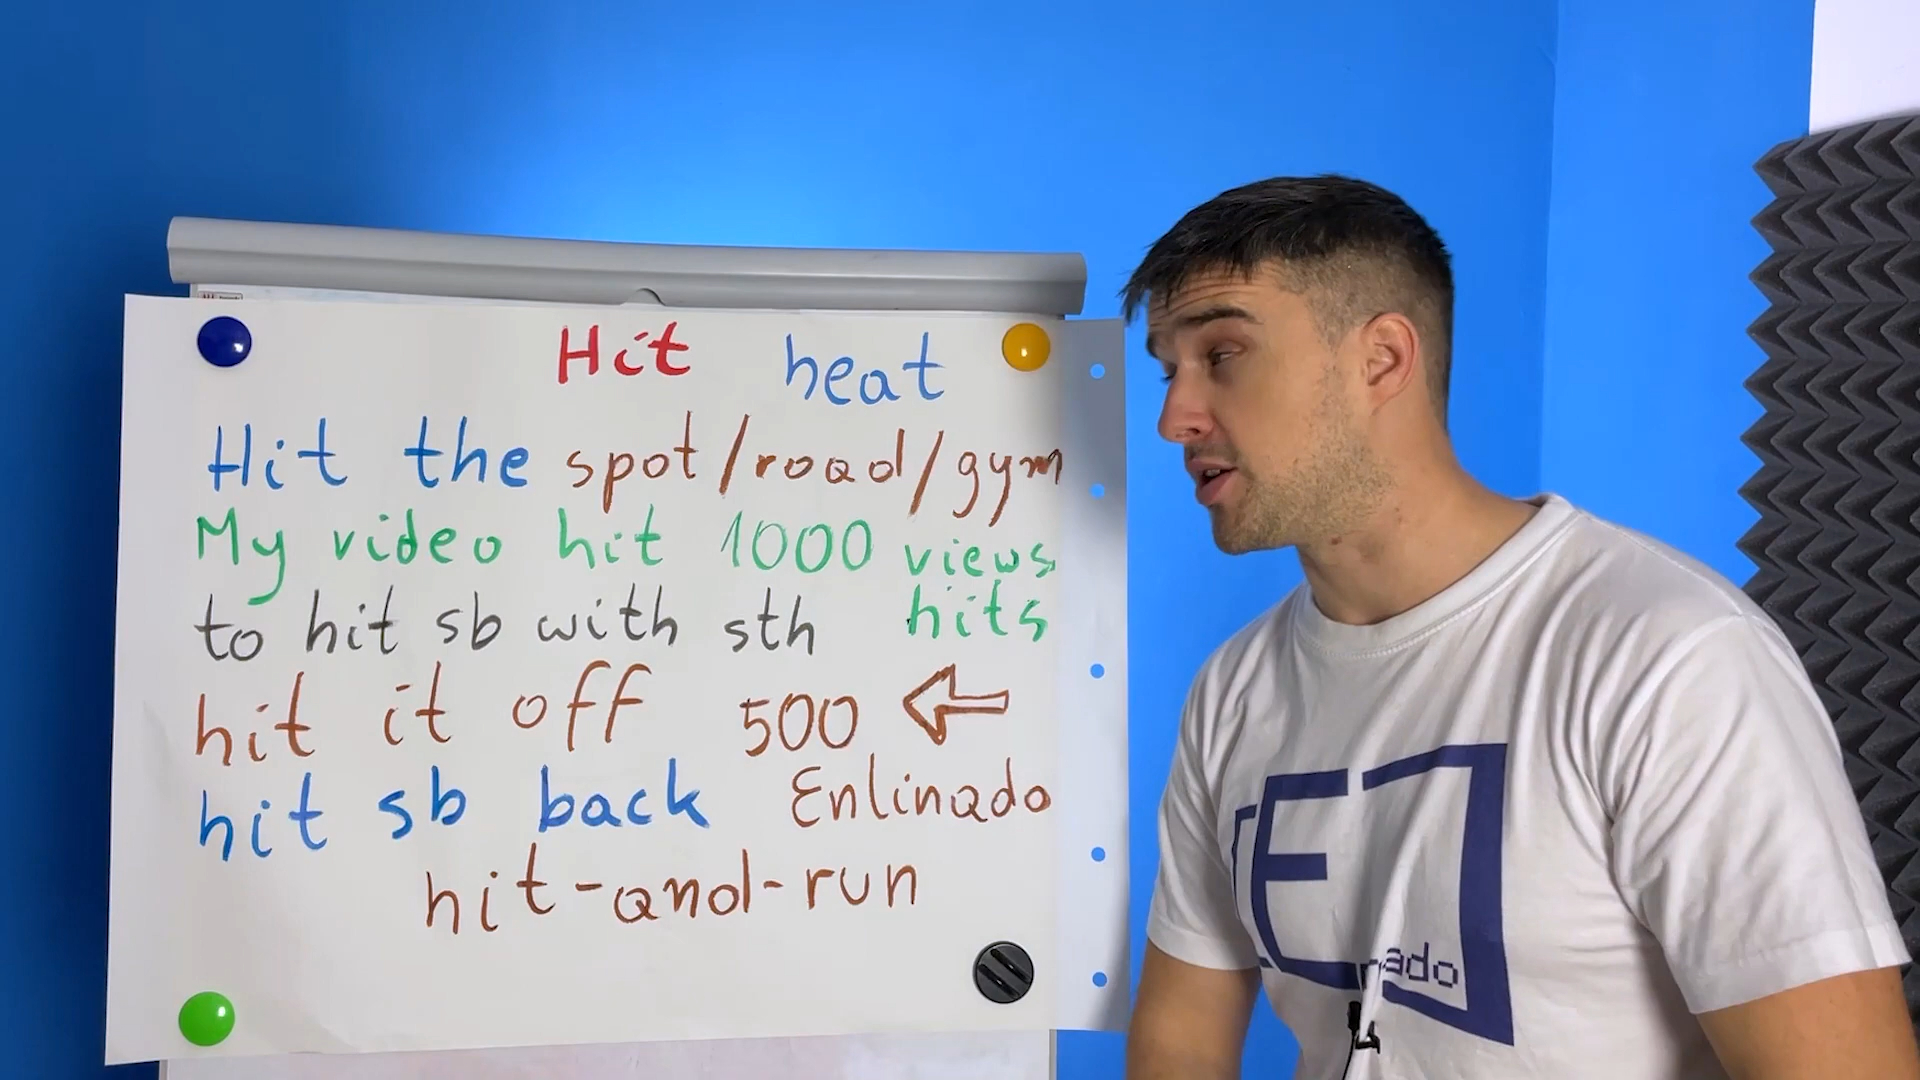 Hit heat
Hit the spot/road/gym
My video hit 1000 views
hits
to hit sb with sth
hit it off 500
hit sb back Enlinado
hit-and-run
E
ado